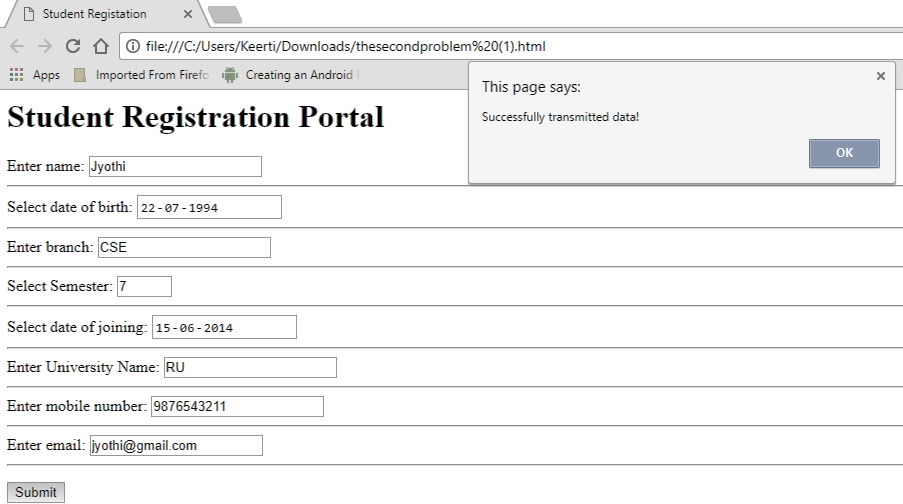 Student Registration
file:///C:/Users/Keerti/Downloads/thesecondproblem%20(1).html
Apps Imported From Firefo Creating an Android
This page says:
Successfully transmitted data!
OK
Student Registration Portal
Enter name: Jyothi
Select date of birth: 22-07-1994
Enter branch: CSE
Select Semester: 7
Select date of joining: 15-06-2014
Enter University Name: RU
Enter mobile number: 9876543211
Enter email: jyothi@gmail.com
Submit